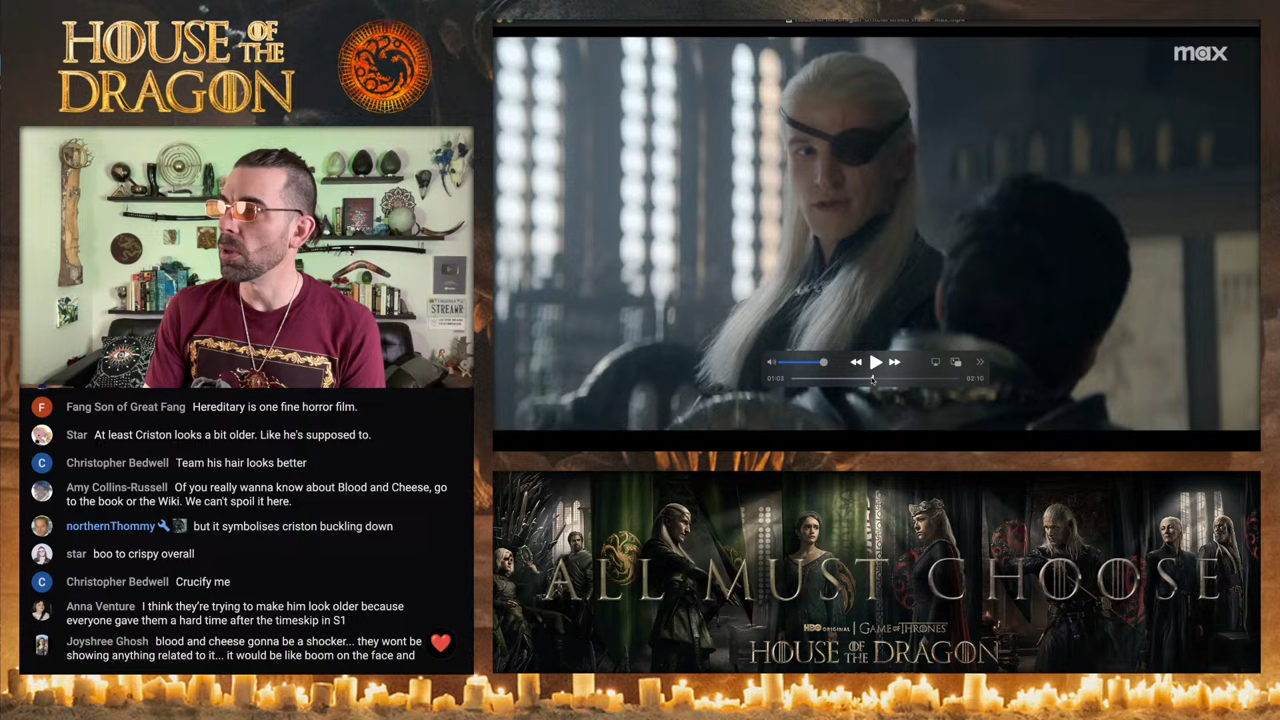 HOUSE OF THE
DRAGON
max
STREAWR
01:03
02:10
F Fang Son of Great Fang Hereditary is one fine horror film.
Star At least Criston looks a bit older. Like he's supposed to.
C Christopher Bedwell Team his hair looks better
Amy Collins-Russell Of you really wanna know about Blood and Cheese, go
to the book or the Wiki. We can't spoil it here.
northernThommy but it symbolises criston buckling down
star boo to crispy overall
C Christopher Bedwell Crucify me
Anna Venture I think they're trying to make him look older because
everyone gave them a hard time after the timeskip in S1
Joyshree Ghosh blood and cheese gonna be a shocker... they wont be
showing anything related to it... it would be like boom on the face and
ALL MUST CHOOSE
HBO ORIGINAL | GAME OF THRONES
HOUSE OF THE DRAGON